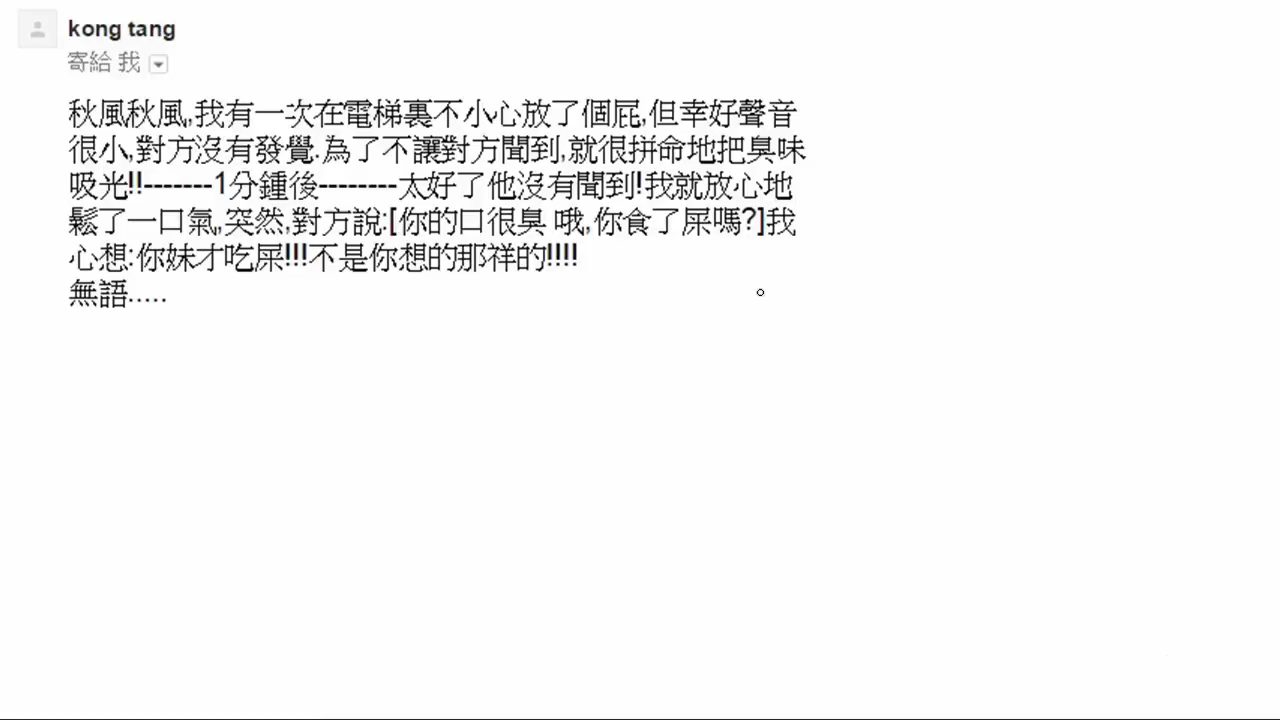 kong tang
寄給 我
秋風秋風,我有一次在電梯裏不小心放了個屁,但幸好聲音
很小,對方沒有發覺.為了不讓對方聞到,就很拼命地把臭味
吸光!!-------1分鍾後--------太好了他沒有聞到!我就放心地
鬆了一口氣,突然,對方說:[你的口很臭 哦,你食了屎嗎?]我
心想:你妹才吃屎!!!不是你想的那祥的!!!!
無語.....